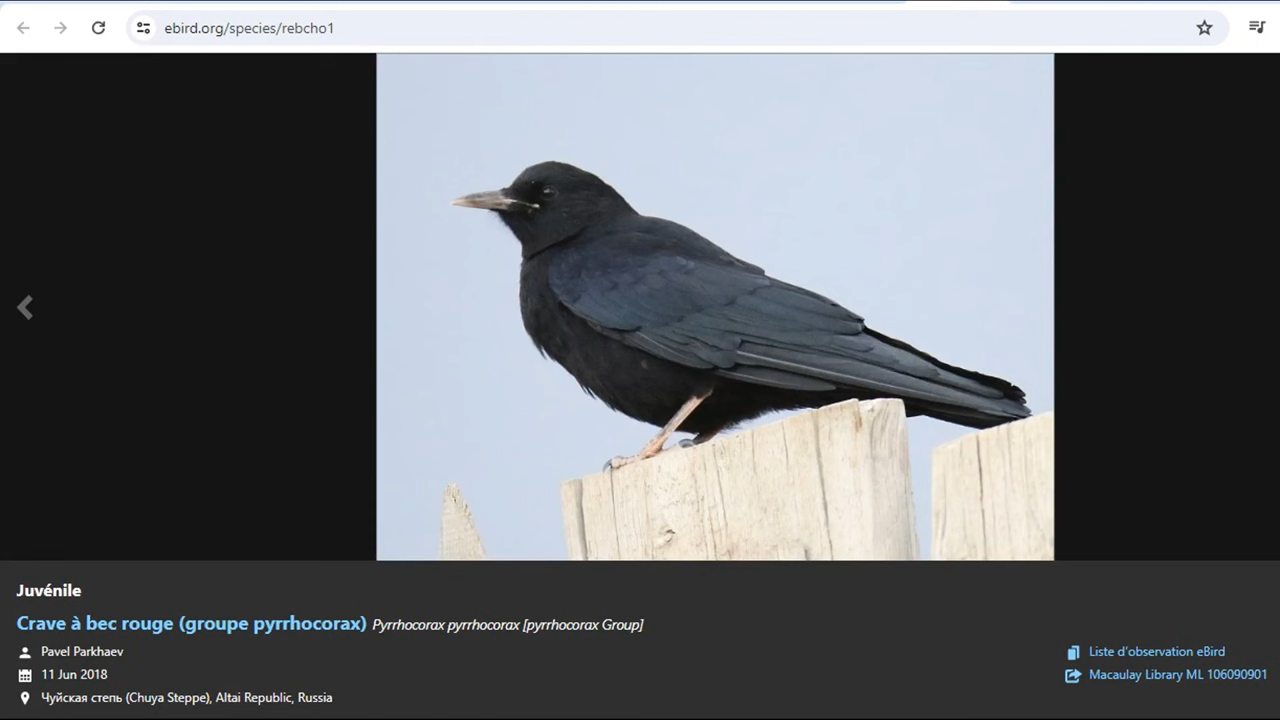 ebird.org/species/rebcho1
Juvénile
Crave à bec rouge (groupe pyrrhocorax) Pyrrhocorax pyrrhocorax [pyrrhocorax Group]
Pavel Parkhaev
11 Jun 2018
Чуйская степь (Chuya Steppe), Altai Republic, Russia
Liste d’observation eBird
Macaulay Library ML 106090901